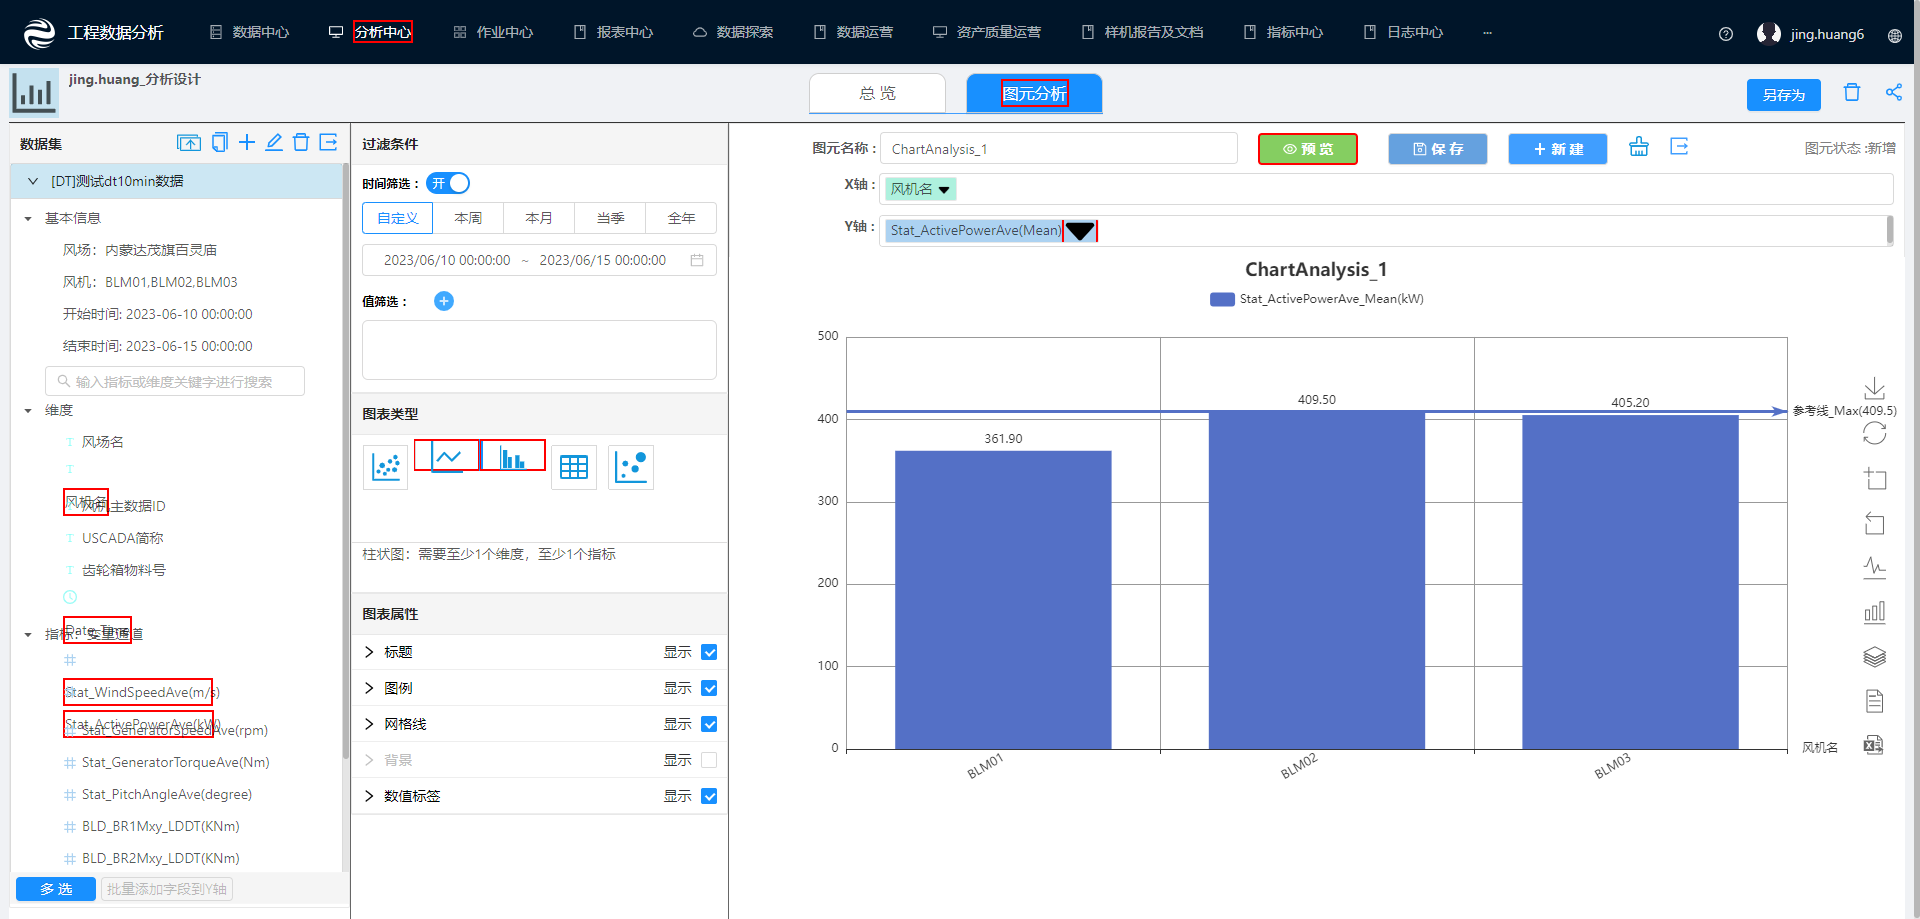 工程数据分析
数据中心
分析中心
作业中心
报表中心
数据探索
数据运营
资产质量运营
样机报告及文档
指标中心
日志中心
···
jing.huang6
jing.huang_分析设计
总 览
图元分析
另存为
数据集
[DT]测试dt10min数据
基本信息
风场：内蒙达茂旗百灵庙
风机：BLM01,BLM02,BLM03
开始时间: 2023-06-10 00:00:00
结束时间: 2023-06-15 00:00:00
输入指标或维度关键字进行搜索
维度
风场名
风机名
风机主数据ID
USCADA简称
齿轮箱物料号
Date_Time
指标：变量通道
Stat_WindSpeedAve(m/s)
Stat_ActivePowerAve(kW)
Stat_GeneratorSpeedAve(rpm)
Stat_GeneratorTorqueAve(Nm)
Stat_PitchAngleAve(degree)
BLD_BR1Mxy_LDDT(KNm)
BLD_BR2Mxy_LDDT(KNm)
多 选
批量添加字段到Y轴
过滤条件
时间筛选：
开
自定义
本周
本月
当季
全年
2023/06/10 00:00:00 ~ 2023/06/15 00:00:00
值筛选：
图表类型
柱状图：需要至少1个维度，至少1个指标
图表属性
标题 显示
图例 显示
网格线 显示
背景 显示
数值标签 显示
图元名称：
ChartAnalysis_1
预 览
保 存
新 建
图元状态 :新增
X轴：
风机名
Y轴：
Stat_ActivePowerAve(Mean)
ChartAnalysis_1
Stat_ActivePowerAve_Mean(kW)
500
400
300
200
100
0
361.90
409.50
405.20
参考线_Max(409.5)
BLM01
BLM02
BLM03
风机名